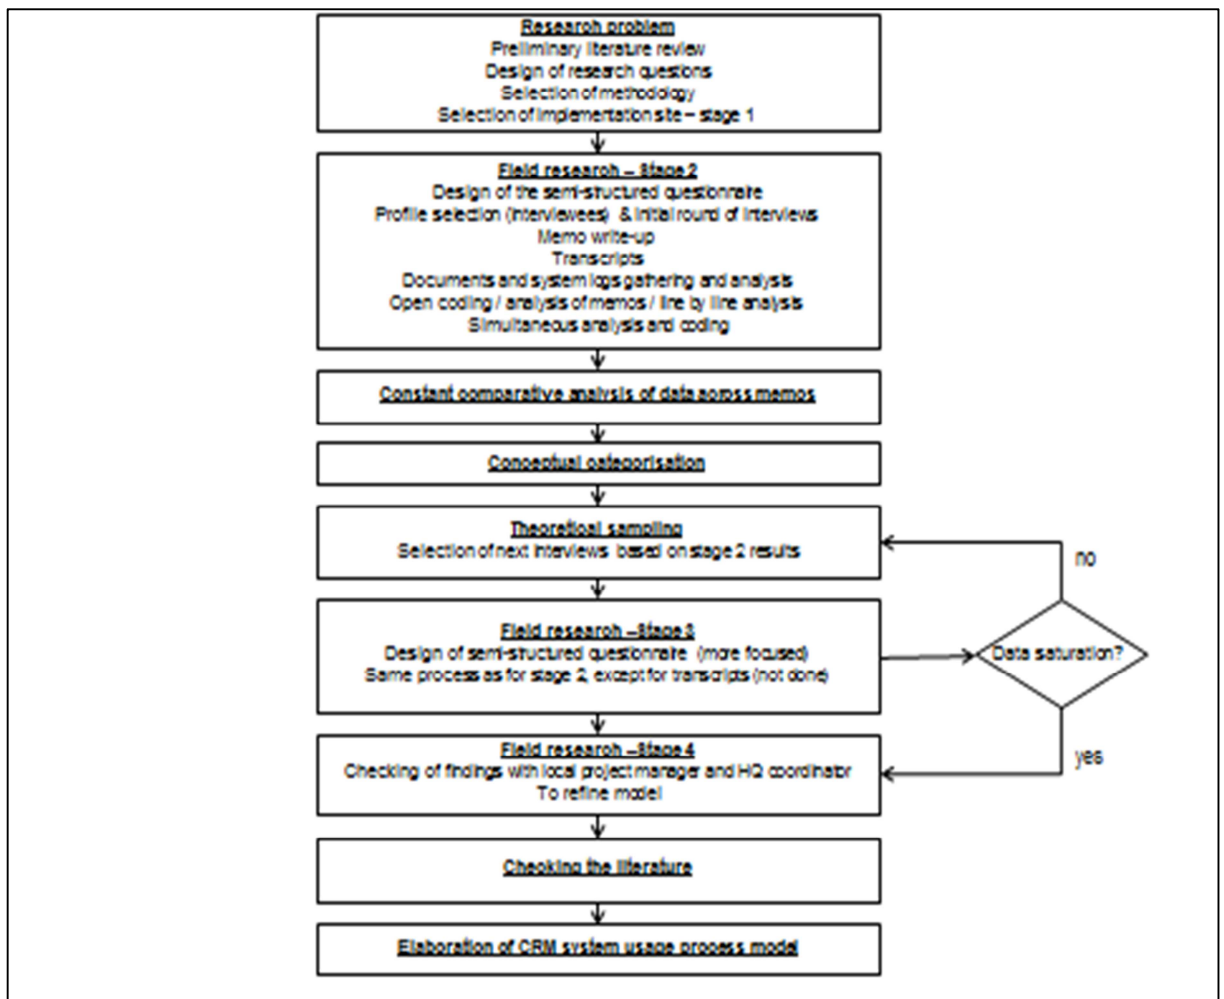 Research problem
Preliminary literature review
Design of research questions
Selection of methodology
Selection of implementation site – stage 1
Field research – Stage 2
Design of the semi-structured questionnaire
Profile selection (interviewees) & initial round of interviews
Memo write-up
Transcripts
Documents and system logs gathering and analysis
Open coding / analysis of memos / line by line analysis
Simultaneous analysis and coding
Constant comparative analysis of data across memos
Conceptual categorisation
Theoretical sampling
Selection of next interviews based on stage 2 results
no
Field research –Stage 3
Design of semi-structured questionnaire (more focused)
Same process as for stage 2, except for transcripts (not done)
Data saturation?
Field research –Stage 4
Checking of findings with local project manager and HQ coordinator
To refine model
yes
Checking the literature
Elaboration of CRM system usage process model